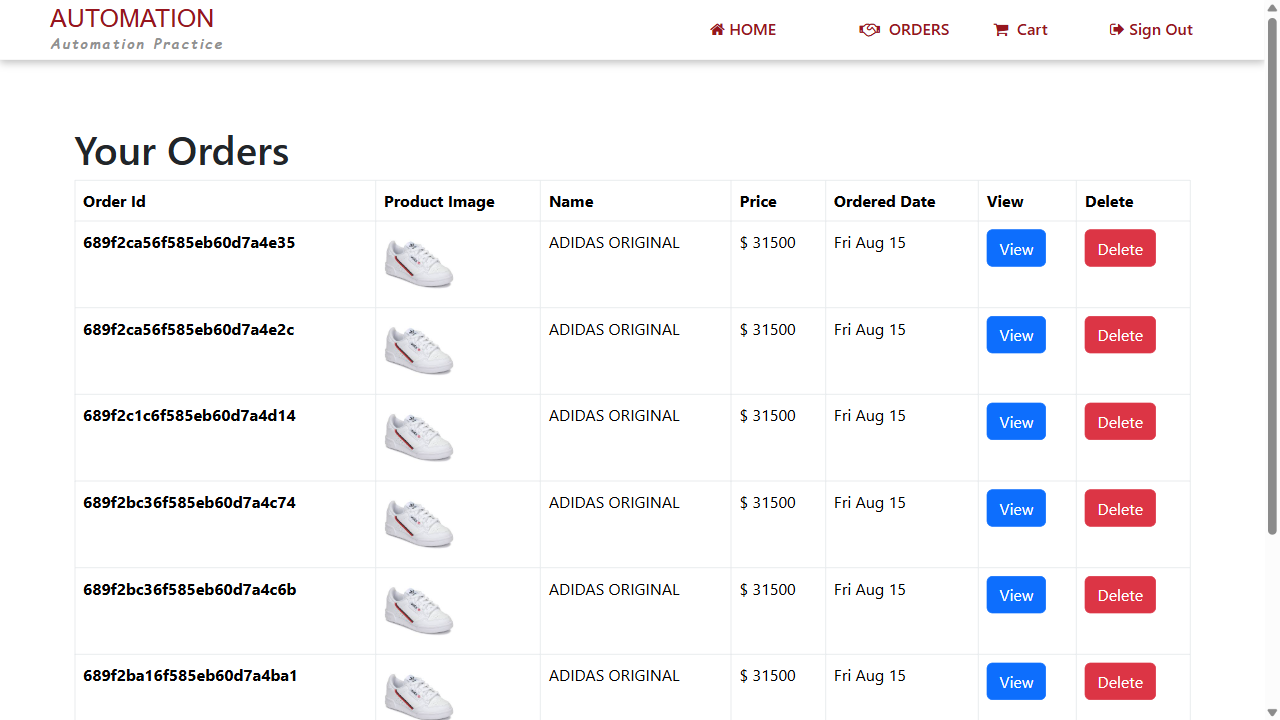 AUTOMATION
Automation Practice
HOME
ORDERS
Cart
Sign Out
Your Orders
Order Id Product Image Name Price Ordered Date View Delete
689f2ca56f585eb60d7a4e35 ADIDAS ORIGINAL $ 31500 Fri Aug 15 View Delete
689f2ca56f585eb60d7a4e2c ADIDAS ORIGINAL $ 31500 Fri Aug 15 View Delete
689f2c1c6f585eb60d7a4d14 ADIDAS ORIGINAL $ 31500 Fri Aug 15 View Delete
689f2bc36f585eb60d7a4c74 ADIDAS ORIGINAL $ 31500 Fri Aug 15 View Delete
689f2bc36f585eb60d7a4c6b ADIDAS ORIGINAL $ 31500 Fri Aug 15 View Delete
689f2ba16f585eb60d7a4ba1 ADIDAS ORIGINAL $ 31500 Fri Aug 15 View Delete